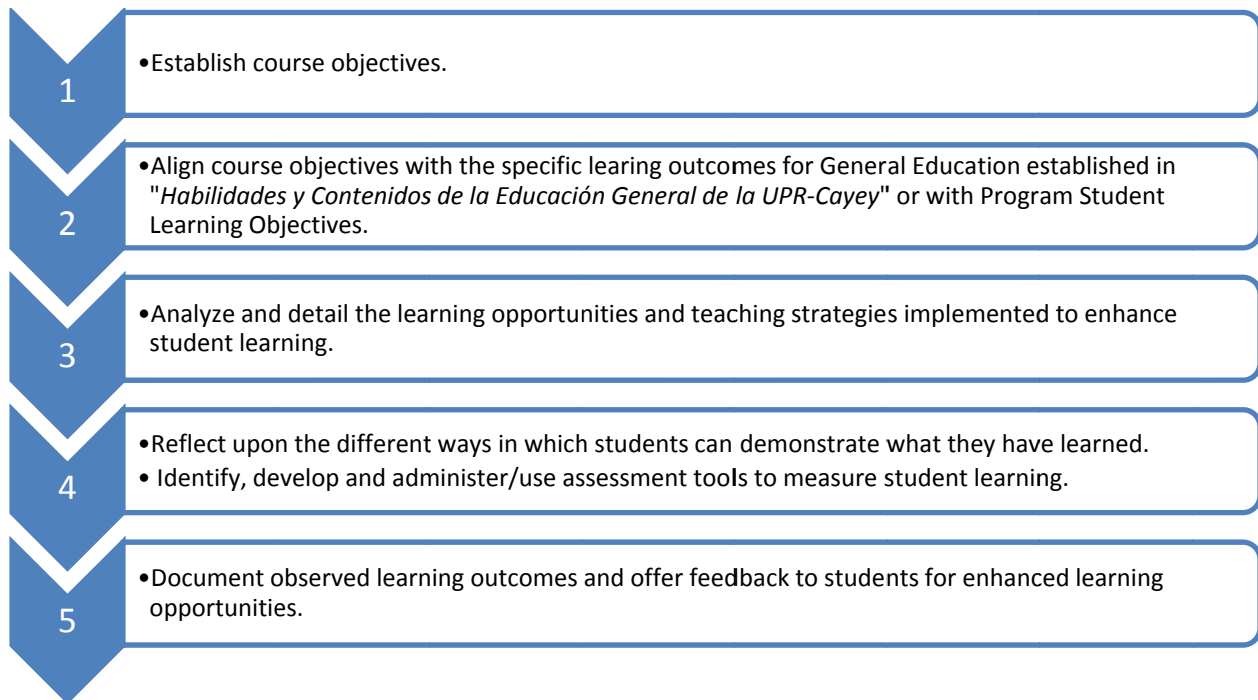 1
•Establish course objectives.
2
•Align course objectives with the specific learing outcomes for General Education established in
"Habilidades y Contenidos de la Educación General de la UPR-Cayey" or with Program Student
Learning Objectives.
3
•Analyze and detail the learning opportunities and teaching strategies implemented to enhance
student learning.
4
•Reflect upon the different ways in which students can demonstrate what they have learned.
• Identify, develop and administer/use assessment tools to measure student learning.
5
•Document observed learning outcomes and offer feedback to students for enhanced learning
opportunities.